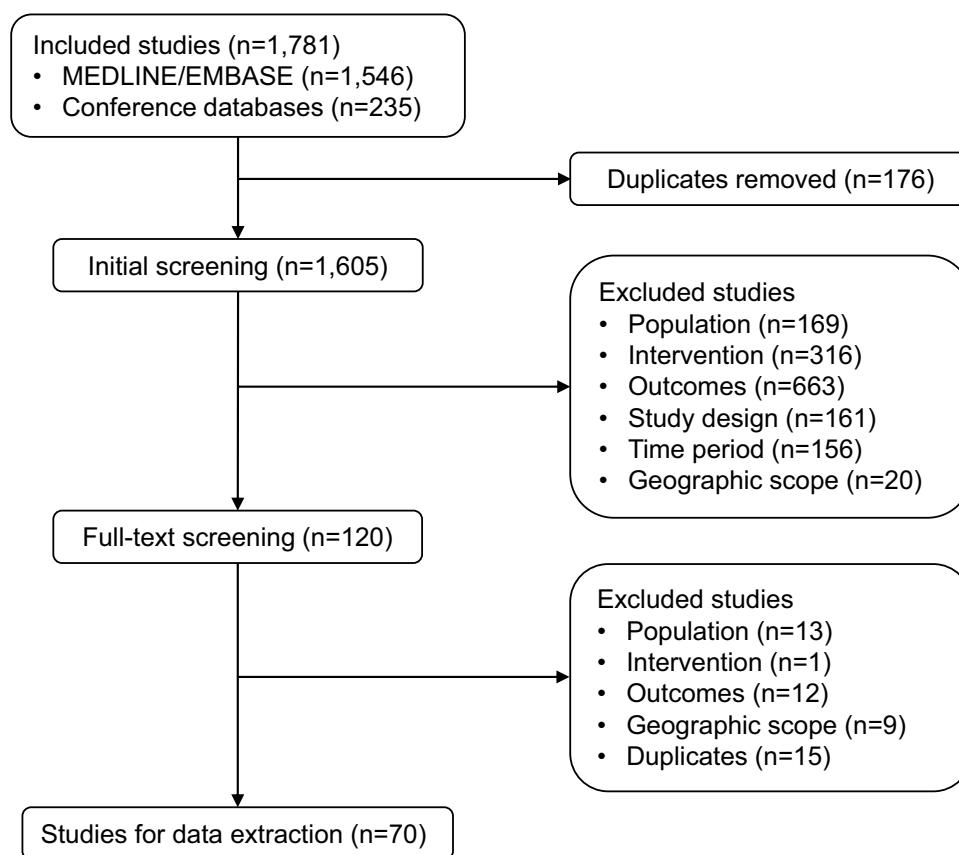 Included studies (n=1,781)
• MEDLINE/EMBASE (n=1,546)
• Conference databases (n=235)
Duplicates removed (n=176)
Initial screening (n=1,605)
Excluded studies
• Population (n=169)
• Intervention (n=316)
• Outcomes (n=663)
• Study design (n=161)
• Time period (n=156)
• Geographic scope (n=20)
Full-text screening (n=120)
Excluded studies
• Population (n=13)
• Intervention (n=1)
• Outcomes (n=12)
• Geographic scope (n=9)
• Duplicates (n=15)
Studies for data extraction (n=70)